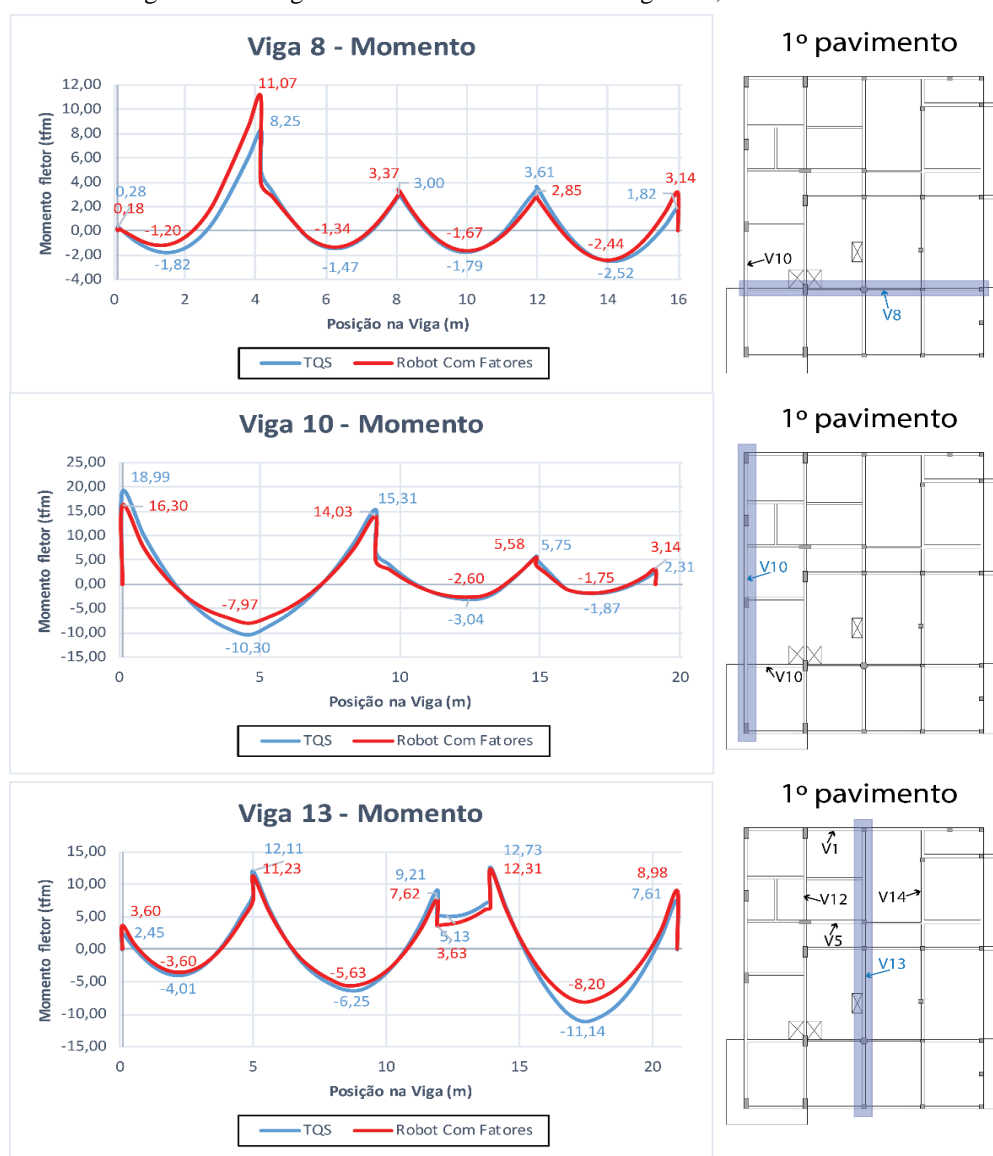 Viga 8 - Momento
1º pavimento
Momento fletor (tfm)
12,00
10,00
8,00
6,00
4,00
2,00
0,00
-2,00
-4,00
11,07
8,25
0,28
0,18
-1,20
-1,82
3,37
3,00
-1,34
-1,47
3,61
2,85
-1,67
-1,79
3,14
1,82
-2,44
-2,52
0 2 4 6 8 10 12 14 16
Posição na Viga (m)
TQS Robot Com Fatores
V10
V8
Viga 10 - Momento
1º pavimento
Momento fletor (tfm)
25,00
20,00
15,00
10,00
5,00
0,00
-5,00
-10,00
-15,00
18,99
16,30
-7,97
-10,30
15,31
14,03
-2,60
-3,04
5,58
5,75
-1,75
-1,87
3,14
2,31
0 5 10 15 20
Posição na Viga (m)
TQS Robot Com Fatores
V10
V10
Viga 13 - Momento
1º pavimento
Momento fletor (tfm)
15,00
10,00
5,00
0,00
-5,00
-10,00
-15,00
3,60
2,45
-3,60
-4,01
12,11
11,23
-5,63
-6,25
9,21
7,62
5,13
3,63
12,73
12,31
-8,20
-11,14
8,98
7,61
0 5 10 15 20
Posição na Viga (m)
TQS Robot Com Fatores
V1
V12
V14
V5
V13